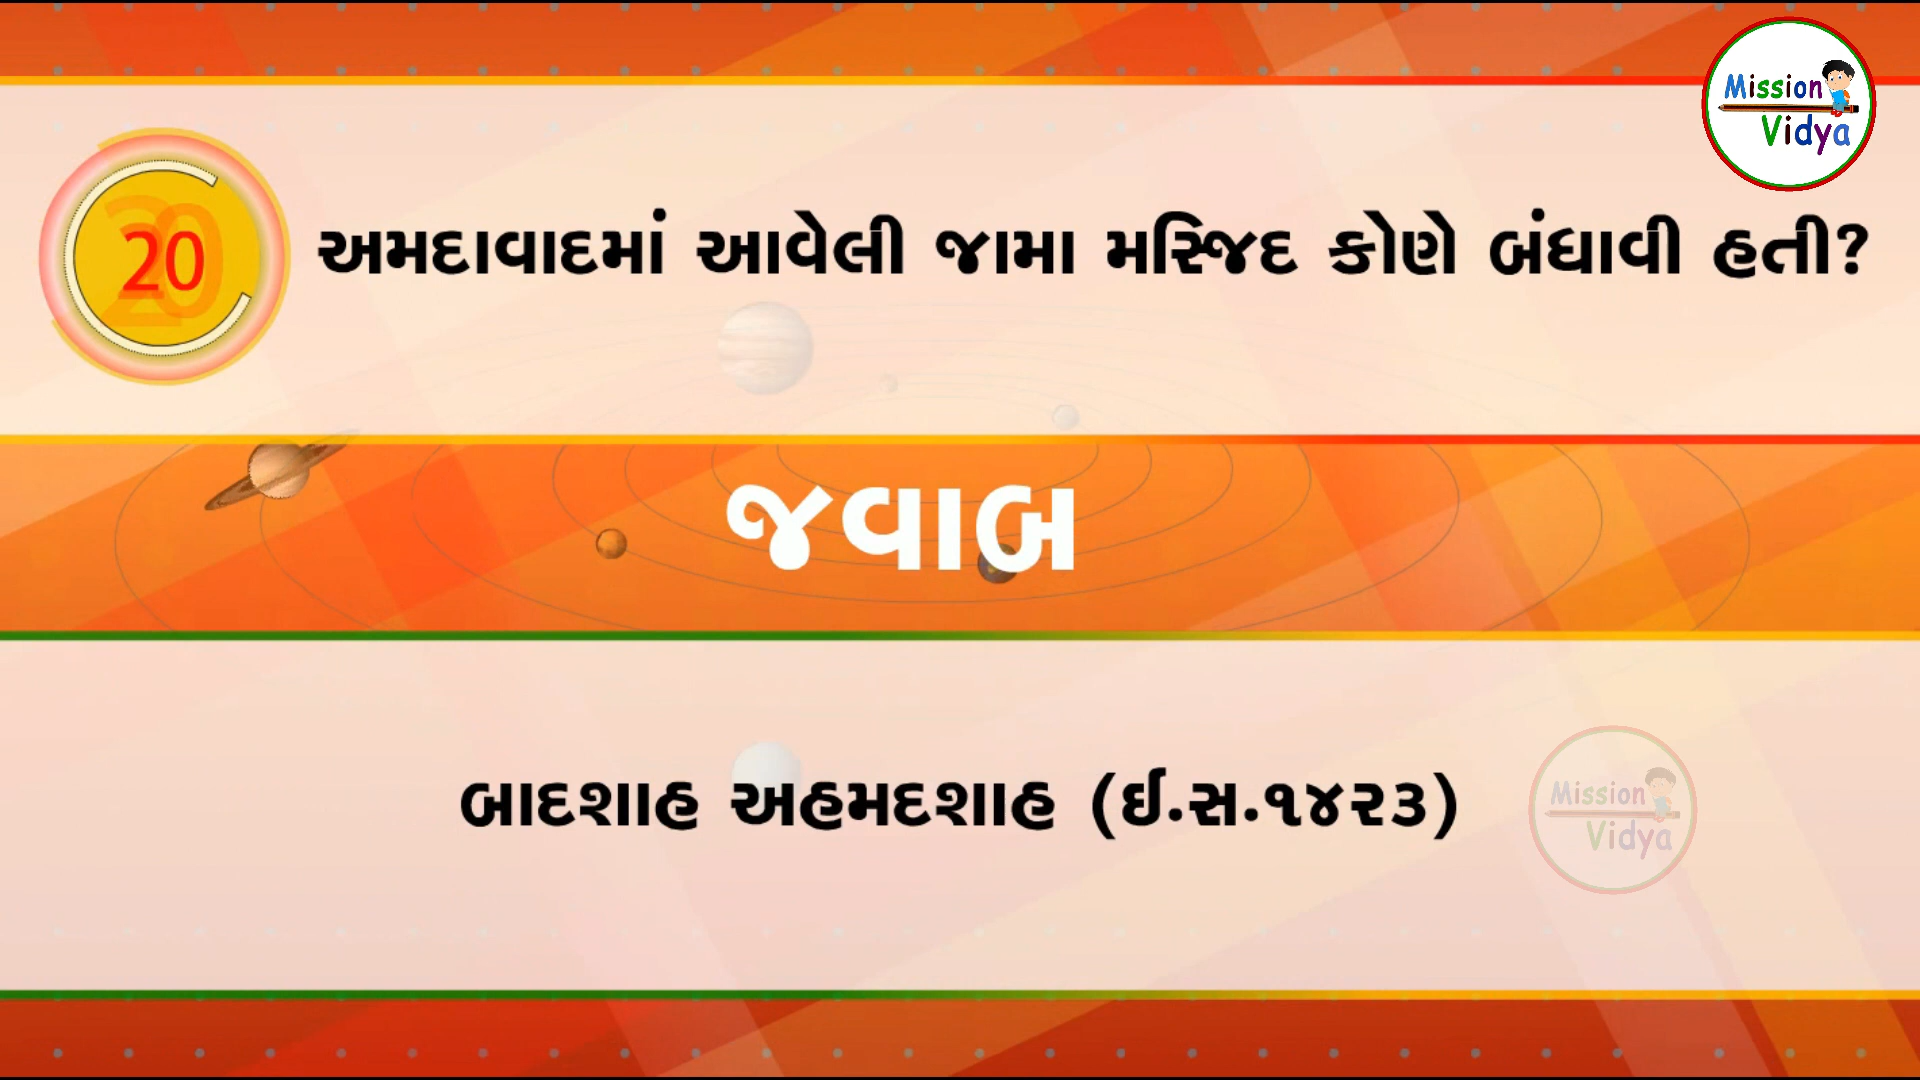 Mission
Vidya
20
અમદાવાદમાં આવેલી જામા મસ્જિદ કોણે બંધાવી હતી?
જવાબ
બાદશાહ અહમદશાહ (ઈ.સ.૧૪૨૩)
Mission
Vidya